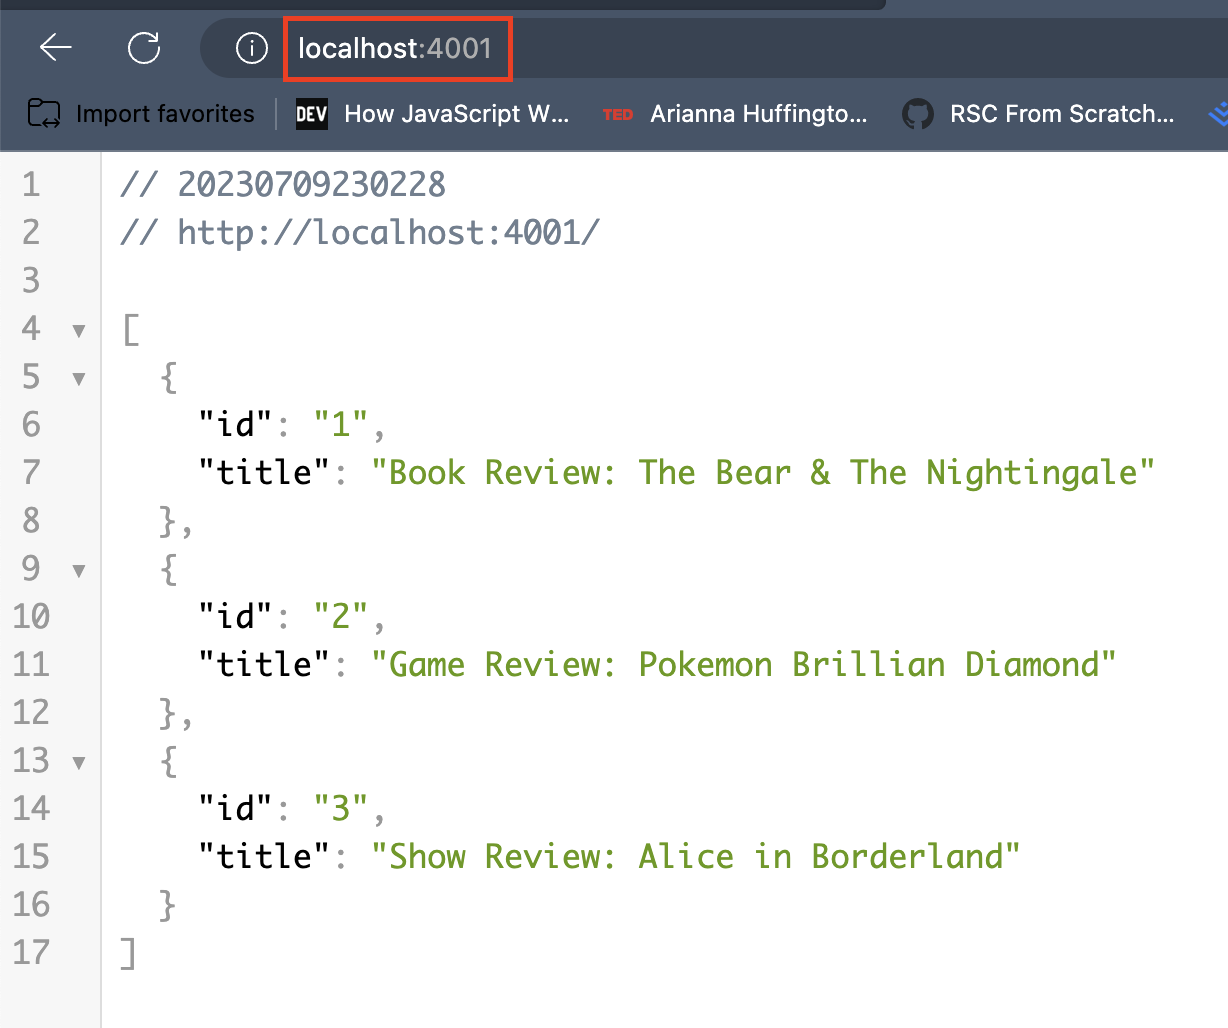 localhost:4001
Import favorites DEV How JavaScript W... TED Arianna Huffingto... RSC From Scratch...
1 // 20230709230228
2 // http://localhost:4001/
3
4 ▼ [
5 ▼ {
6 "id": "1",
7 "title": "Book Review: The Bear & The Nightingale"
8 },
9 ▼ {
10 "id": "2",
11 "title": "Game Review: Pokemon Brillian Diamond"
12 },
13 ▼ {
14 "id": "3",
15 "title": "Show Review: Alice in Borderland"
16 }
17 ]